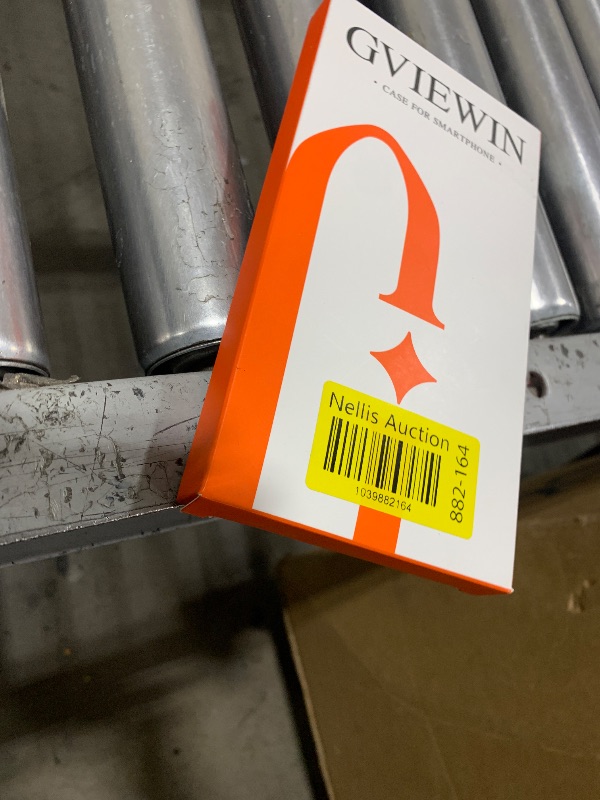 GVIEWIN
· CASE FOR SMARTPHONE ·
Nellis Auction
1039882164
882-164